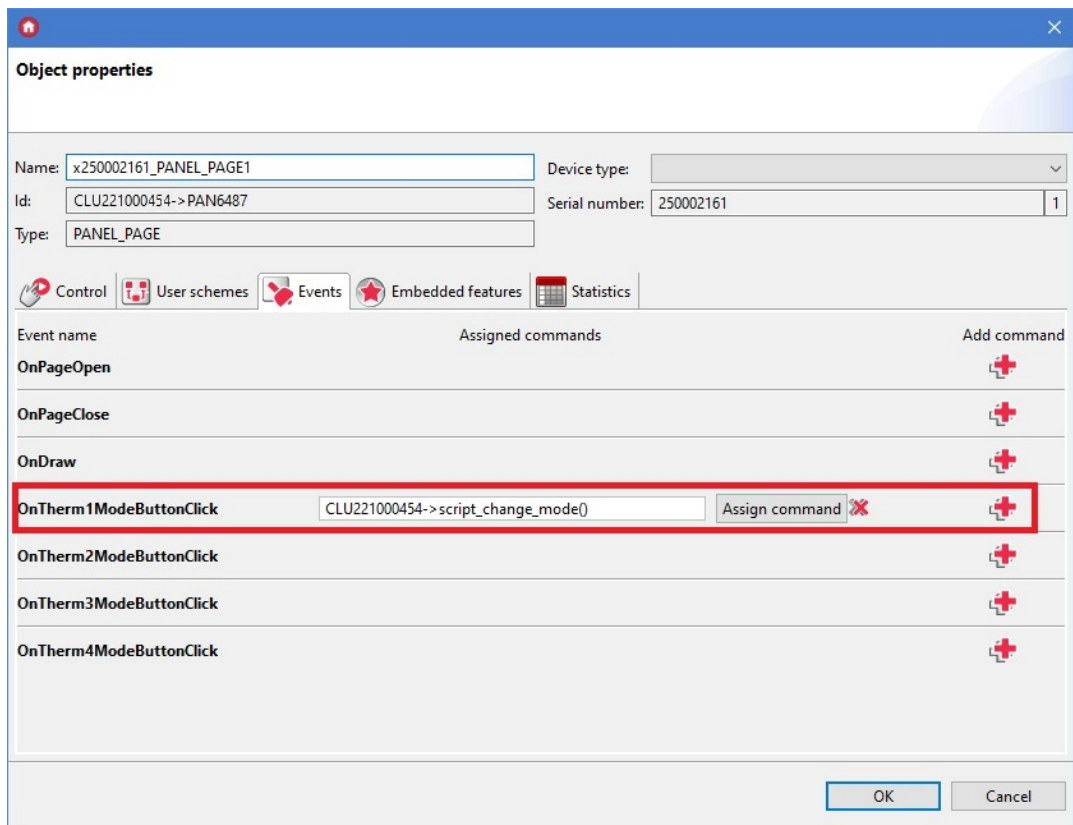 Object properties
Name: x250002161_PANEL_PAGE1 Device type:
Id: CLU221000454->PAN6487 Serial number: 250002161 1
Type: PANEL_PAGE
Control User schemes Events Embedded features Statistics
Event name Assigned commands Add command
OnPageOpen
OnPageClose
OnDraw
OnTherm1ModeButtonClick CLU221000454->script_change_mode() Assign command
OnTherm2ModeButtonClick
OnTherm3ModeButtonClick
OnTherm4ModeButtonClick
OK Cancel